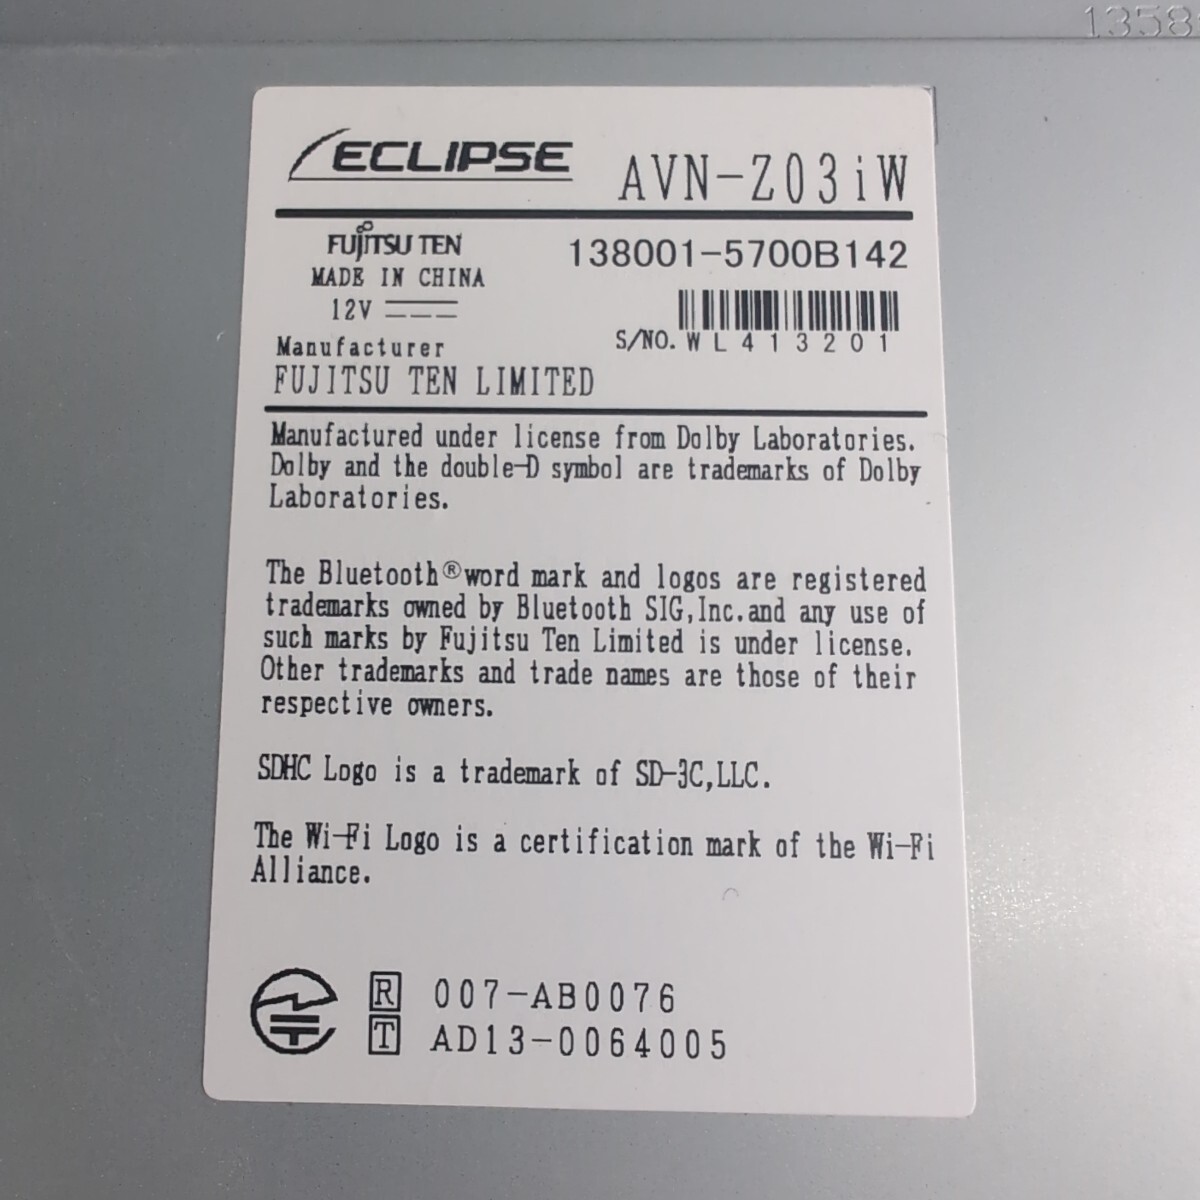 1358
ECLIPSE AVN-Z03iW
FUJITSU TEN 138001-5700B142
MADE IN CHINA
12V
S/NO. WL413201
Manufacturer
FUJITSU TEN LIMITED
Manufactured under license from Dolby Laboratories.
Dolby and the double-D symbol are trademarks of Dolby
Laboratories.
The Bluetooth® word mark and logos are registered
trademarks owned by Bluetooth SIG,Inc.and any use of
such marks by Fujitsu Ten Limited is under license.
Other trademarks and trade names are those of their
respective owners.
SDHC Logo is a trademark of SD-3C,LLC.
The Wi-Fi Logo is a certification mark of the Wi-Fi
Alliance.
R 007-AB0076
T AD13-0064005